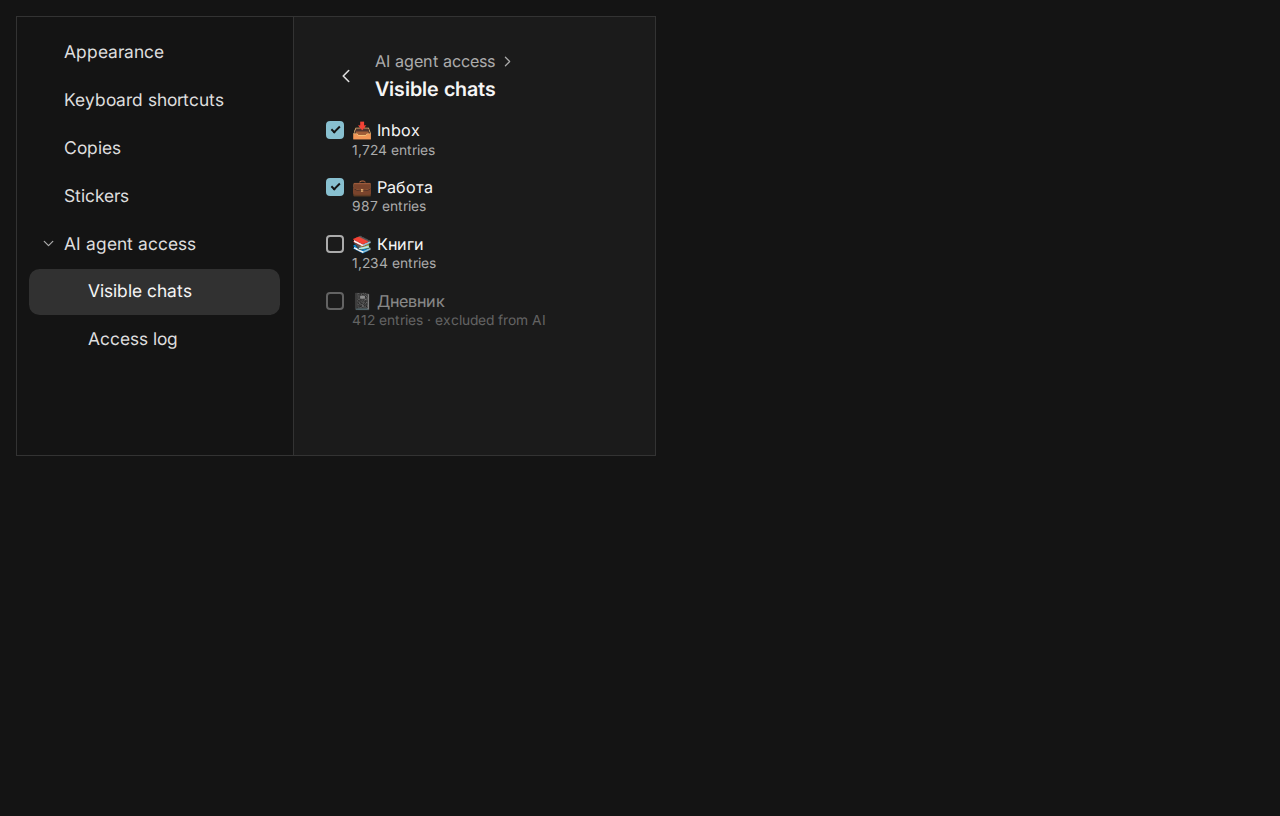 Appearance
Keyboard shortcuts
Copies
Stickers
AI agent access
Visible chats
Access log
AI agent access
Visible chats
📥 Inbox
1,724 entries
💼 Работа
987 entries
📚 Книги
1,234 entries
📓 Дневник
412 entries · excluded from AI